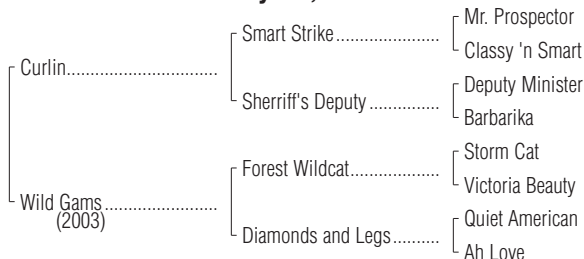 Mr. Prospector
Smart Strike
Classy 'n Smart
Curlin
Deputy Minister
Sherriff's Deputy
Barbarika
Storm Cat
Forest Wildcat
Victoria Beauty
Wild Gams
(2003)
Quiet American
Diamonds and Legs
Ah Love